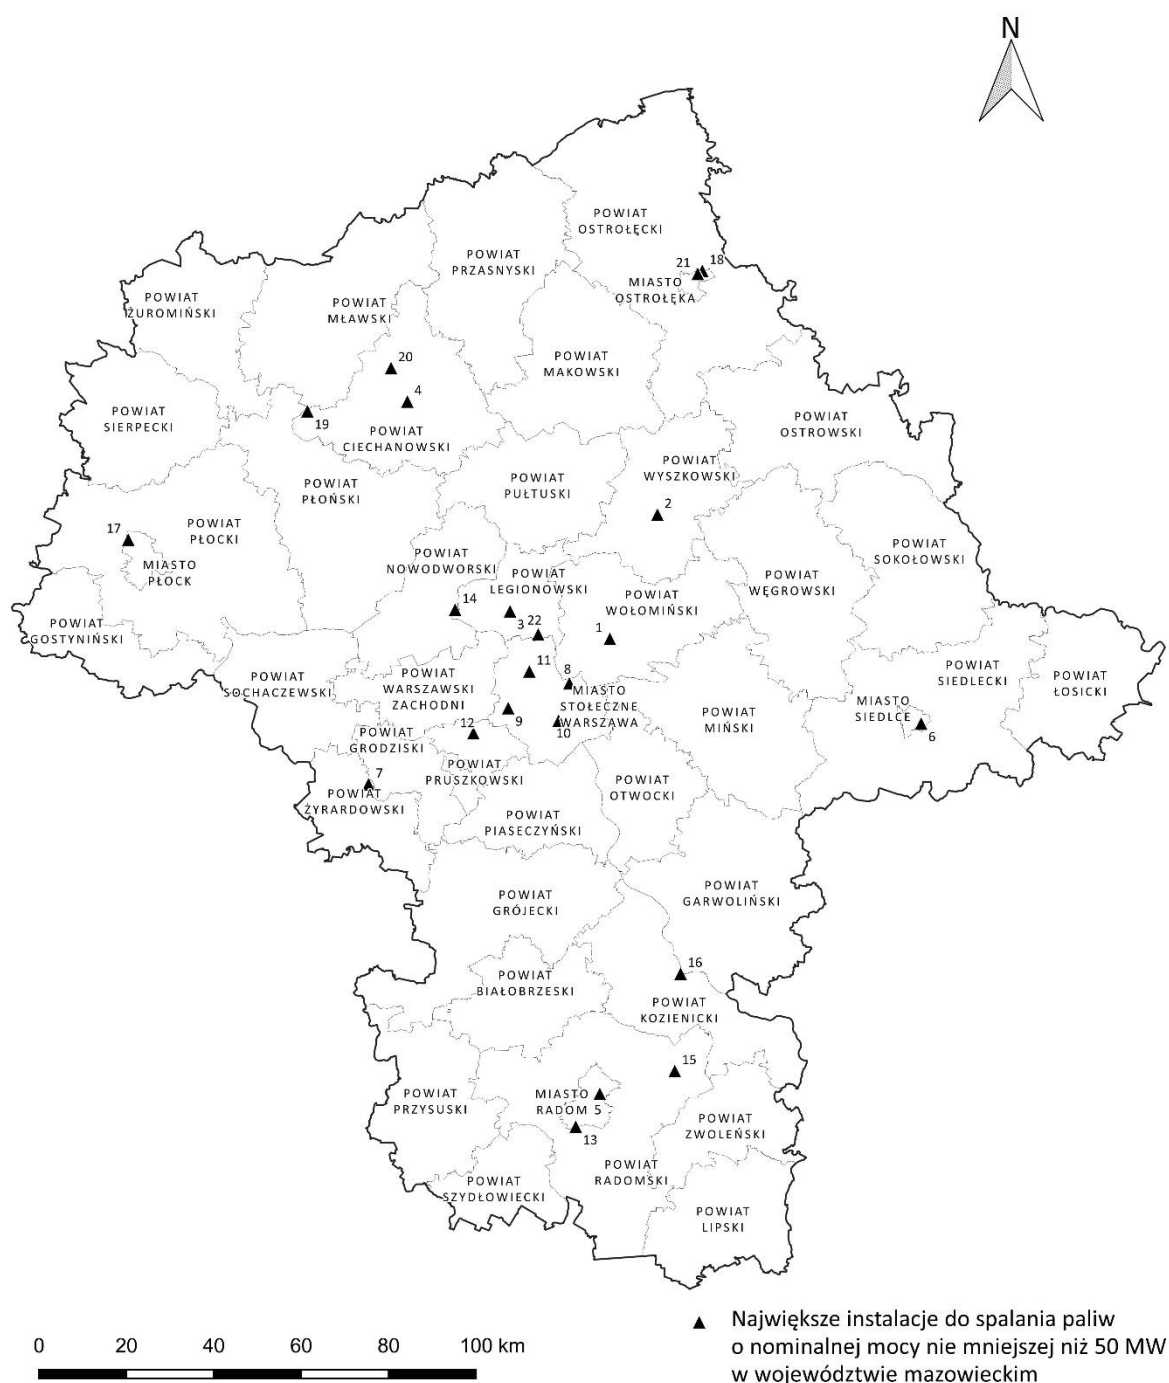 N
POWIAT
OSTROŁĘCKI
21
18
POWIAT
PRZASNYSKI
MIASTO
OSTROŁĘKA
POWIAT
ŻUROMIŃSKI
POWIAT
MŁAWSKI
20
POWIAT
MAKOWSKI
4
POWIAT
SIERPECKI
19
POWIAT
CIECHANOWSKI
POWIAT
OSTROWSKI
POWIAT
WYSZKOWSKI
POWIAT
PŁOŃSKI
POWIAT
PUŁTUSKI
2
17
POWIAT
PŁOCKI
MIASTO
PŁOCK
POWIAT
SOKOŁOWSKI
POWIAT
NOWODWORSKI
POWIAT
LEGIONOWSKI
POWIAT
WĘGROWSKI
14
POWIAT
WOŁOMIŃSKI
3
22
1
POWIAT
GOSTYNIŃSKI
POWIAT
SOCHACZEWSKI
POWIAT
WARSZAWSKI
ZACHODNI
11
8
MIASTO
STOŁECZNE
WARSZAWA
POWIAT
SIEDLECKI
POWIAT
ŁOSICKI
MIASTO
SIEDLCE
6
9
10
12
POWIAT
MIŃSKI
POWIAT
GRODZISKI
POWIAT
PRUSZKOWSKI
7
POWIAT
ŻYRARDOWSKI
POWIAT
OTWOCKI
POWIAT
PIASECZYŃSKI
POWIAT
GRÓJECKI
POWIAT
GARWOLIŃSKI
16
POWIAT
BIAŁOBRZESKI
POWIAT
KOZIENICKI
15
POWIAT
PRZYSUSKI
MIASTO
RADOM 5
13
POWIAT
ZWOLEŃSKI
POWIAT
RADOMSKI
POWIAT
SZYDŁOWIECKI
POWIAT
LIPSKI
0 20 40 60 80 100 km
Największe instalacje do spalania paliw
o nominalnej mocy nie mniejszej niż 50 MW
w województwie mazowieckim